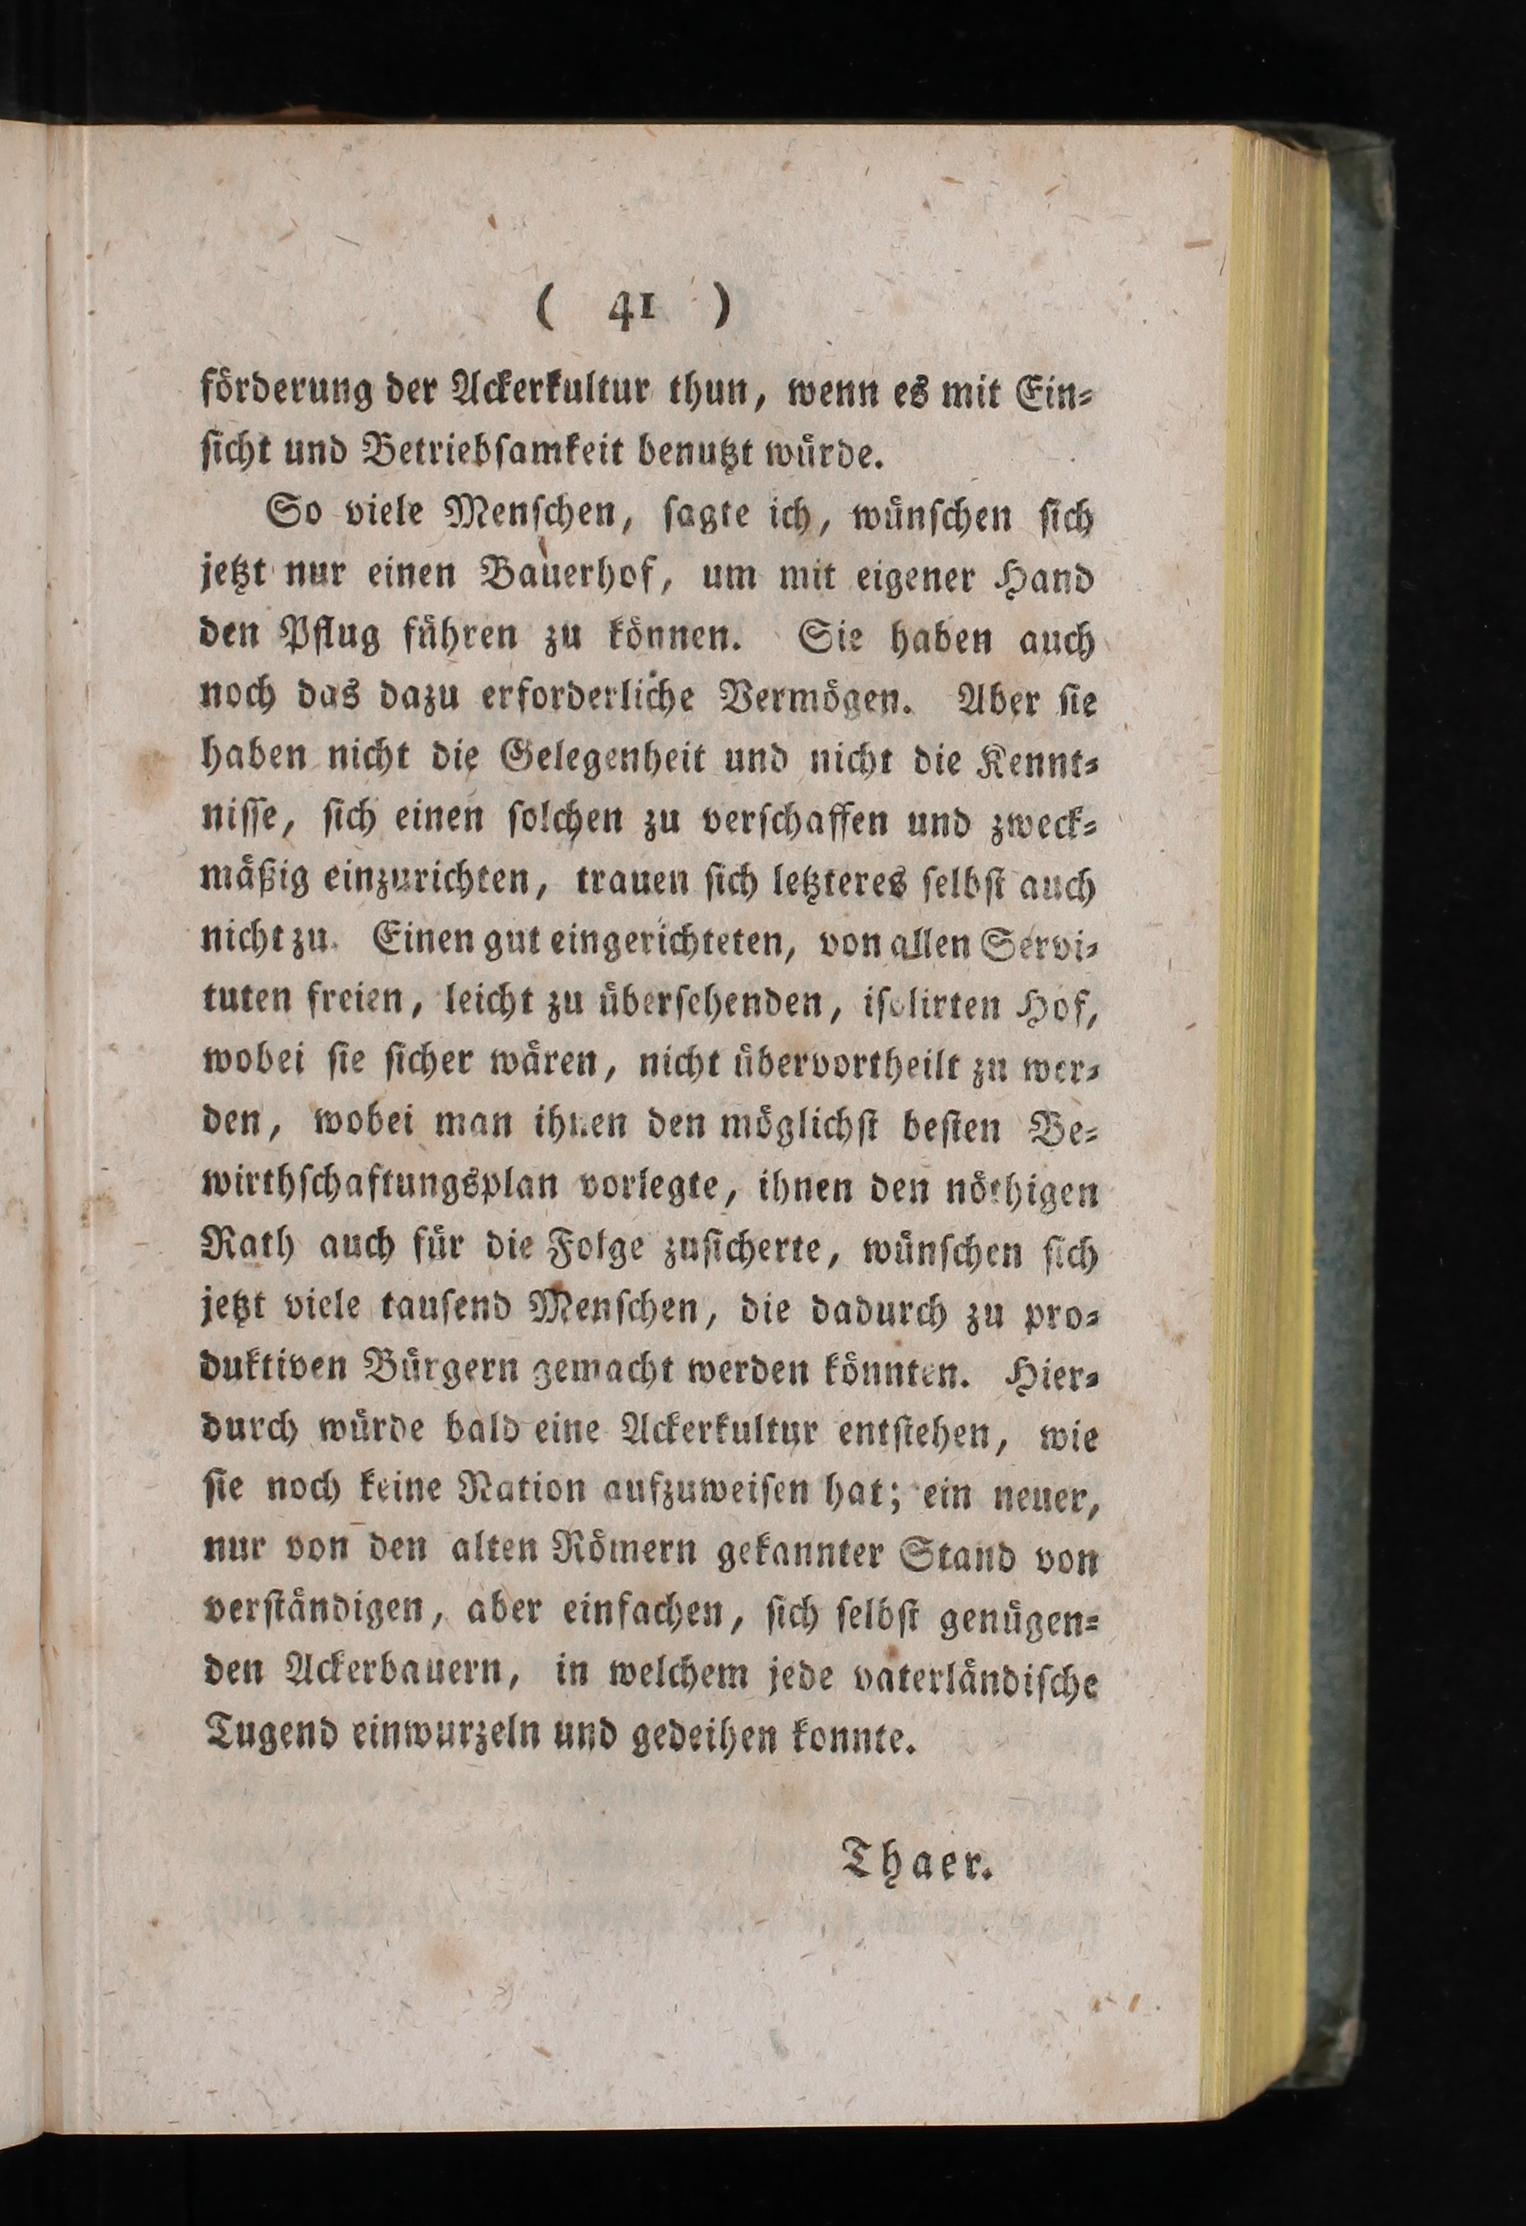 ( 41 )
förderung der Ackerkultur thun, wenn es mit Ein-
sicht und Betriebsamkeit benutzt würde.
So viele Menschen, sagte ich, wünschen sich
jetzt nur einen Bauerhof, um mit eigener Hand
den Pflug führen zu können. Sie haben auch
noch das dazu erforderliche Vermögen. Aber sie
haben nicht die Gelegenheit und nicht die Kennt-
nisse, sich einen solchen zu verschaffen und zweck-
mäßig einzurichten, trauen sich letzteres selbst auch
nicht zu. Einen gut eingerichteten, von allen Servi-
tuten freien, leicht zu übersehenden, isolirten Hof,
wobei sie sicher wären, nicht übervortheilt zu wer-
den, wobei man ihnen den möglichst besten Be-
wirthschaftungsplan vorlegte, ihnen den nöthigen
Rath auch für die Folge zusicherte, wünschen sich
jetzt viele tausend Menschen, die dadurch zu pro-
duktiven Bürgern gemacht werden könnten. Hier-
durch würde bald eine Ackerkultur entstehen, wie
sie noch keine Nation aufzuweisen hat; ein neuer,
nur von den alten Römern gekannter Stand von
verständigen, aber einfachen, sich selbst genügen-
den Ackerbauern, in welchem jede vaterländische
Tugend einwurzeln und gedeihen konnte.
Thaer.